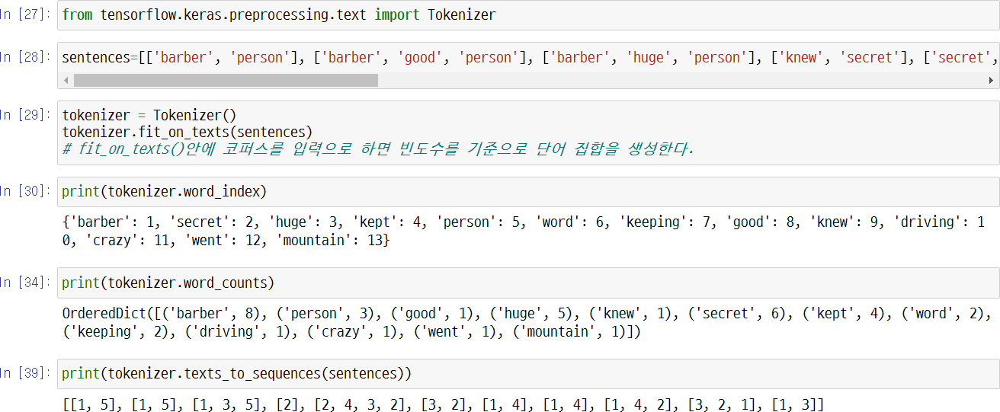 In [27]: from tensorflow.keras.preprocessing.text import Tokenizer
In [28]: sentences=[['barber', 'person'], ['barber', 'good', 'person'], ['barber', 'huge', 'person'], ['knew', 'secret'], ['secret',
In [29]: tokenizer = Tokenizer()
tokenizer.fit_on_texts(sentences)
# fit_on_texts()안에 코퍼스를 입력으로 하면 빈도수를 기준으로 단어 집합을 생성한다.
In [30]: print(tokenizer.word_index)
{'barber': 1, 'secret': 2, 'huge': 3, 'kept': 4, 'person': 5, 'word': 6, 'keeping': 7, 'good': 8, 'knew': 9, 'driving': 1
0, 'crazy': 11, 'went': 12, 'mountain': 13}
In [34]: print(tokenizer.word_counts)
OrderedDict([('barber', 8), ('person', 3), ('good', 1), ('huge', 5), ('knew', 1), ('secret', 6), ('kept', 4), ('word', 2),
('keeping', 2), ('driving', 1), ('crazy', 1), ('went', 1), ('mountain', 1)])
In [39]: print(tokenizer.texts_to_sequences(sentences))
[[1, 5], [1, 5], [1, 3, 5], [2], [2, 4, 3, 2], [3, 2], [1, 4], [1, 4], [1, 4, 2], [3, 2, 1], [1, 3]]